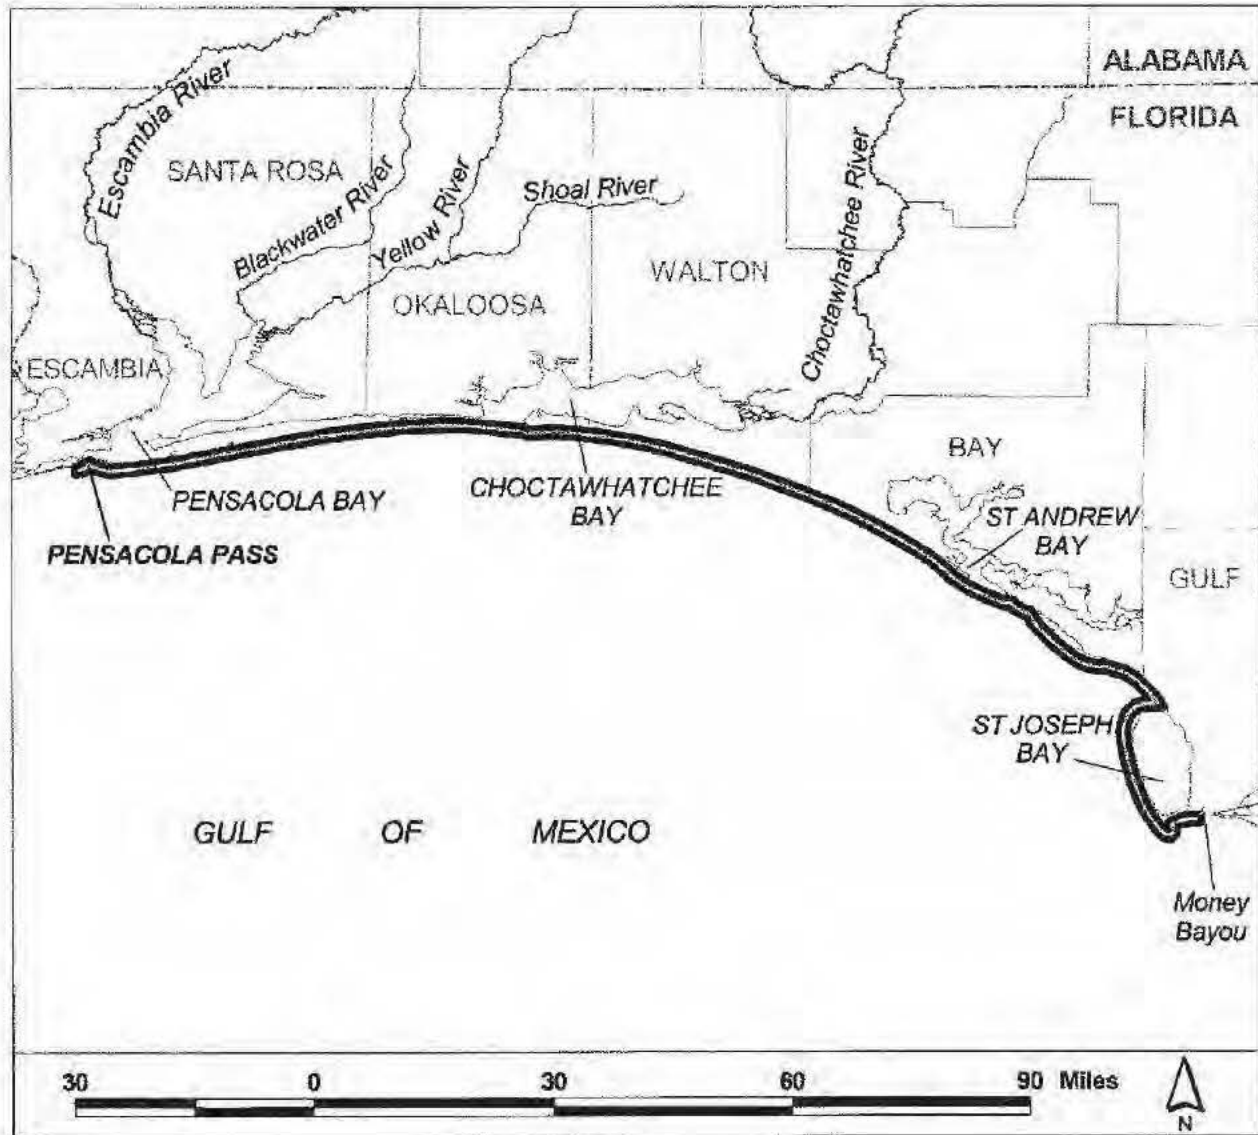 ALABAMA
FLORIDA
Escambia River
SANTA ROSA
Blackwater River
Yellow River
Shoal River
Choctawhatchee River
WALTON
OKALOOSA
ESCAMBIA
BAY
PENSACOLA BAY
CHOCTAWHATCHEE
BAY
ST ANDREW
BAY
PENSACOLA PASS
GULF
ST JOSEPH
BAY
GULF OF MEXICO
Money
Bayou
30 0 30 60 90 Miles
N